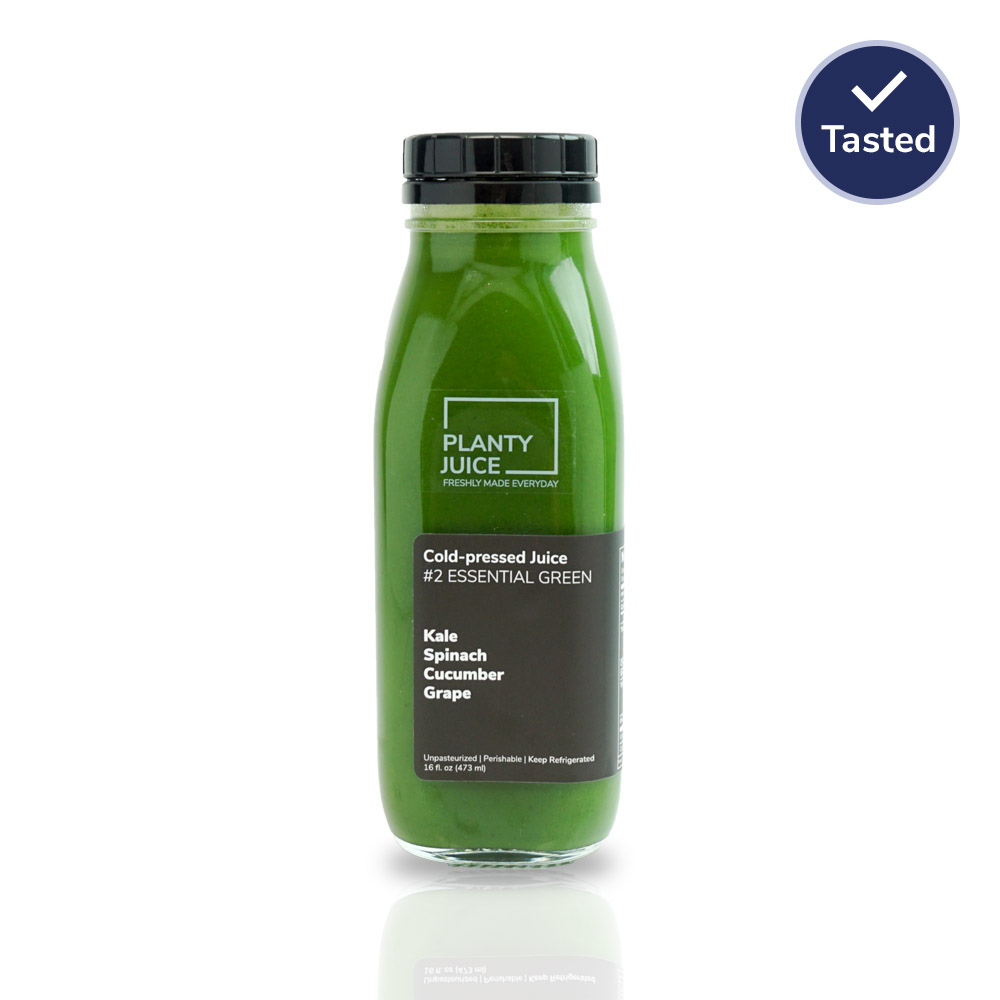 Tasted
PLANTY
JUICE
FRESHLY MADE EVERYDAY
Cold-pressed Juice
#2 ESSENTIAL GREEN
Kale
Spinach
Cucumber
Grape
Unpasteurized | Perishable | Keep Refrigerated
16 fl. oz (473 ml)